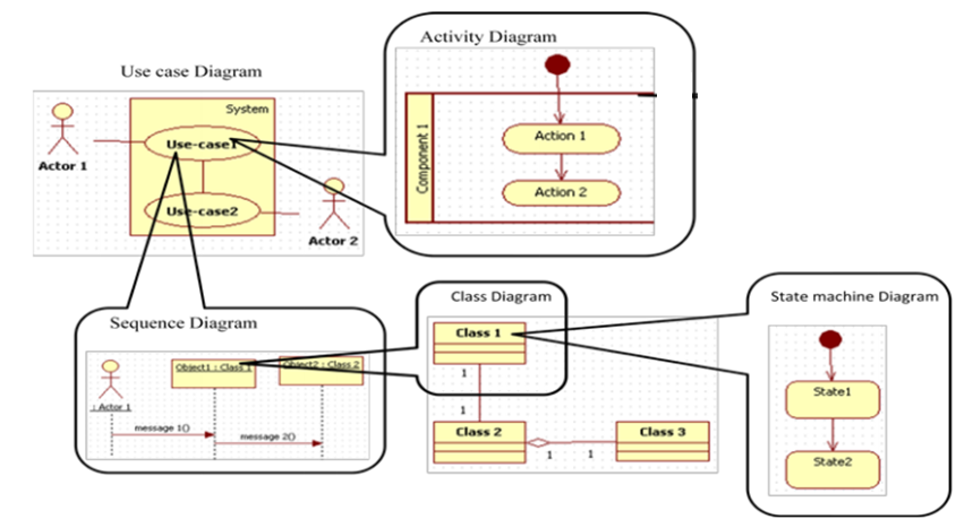 Use case Diagram
System
Use-case1
Use-case2
Actor 1
Actor 2
Activity Diagram
Component 1
Action 1
Action 2
Sequence Diagram
Object1 : Class 1
Object2 : Class 2
: Actor 1
message 1()
message 2()
Class Diagram
Class 1
1
1
Class 2
1
1
Class 3
State machine Diagram
State1
State2